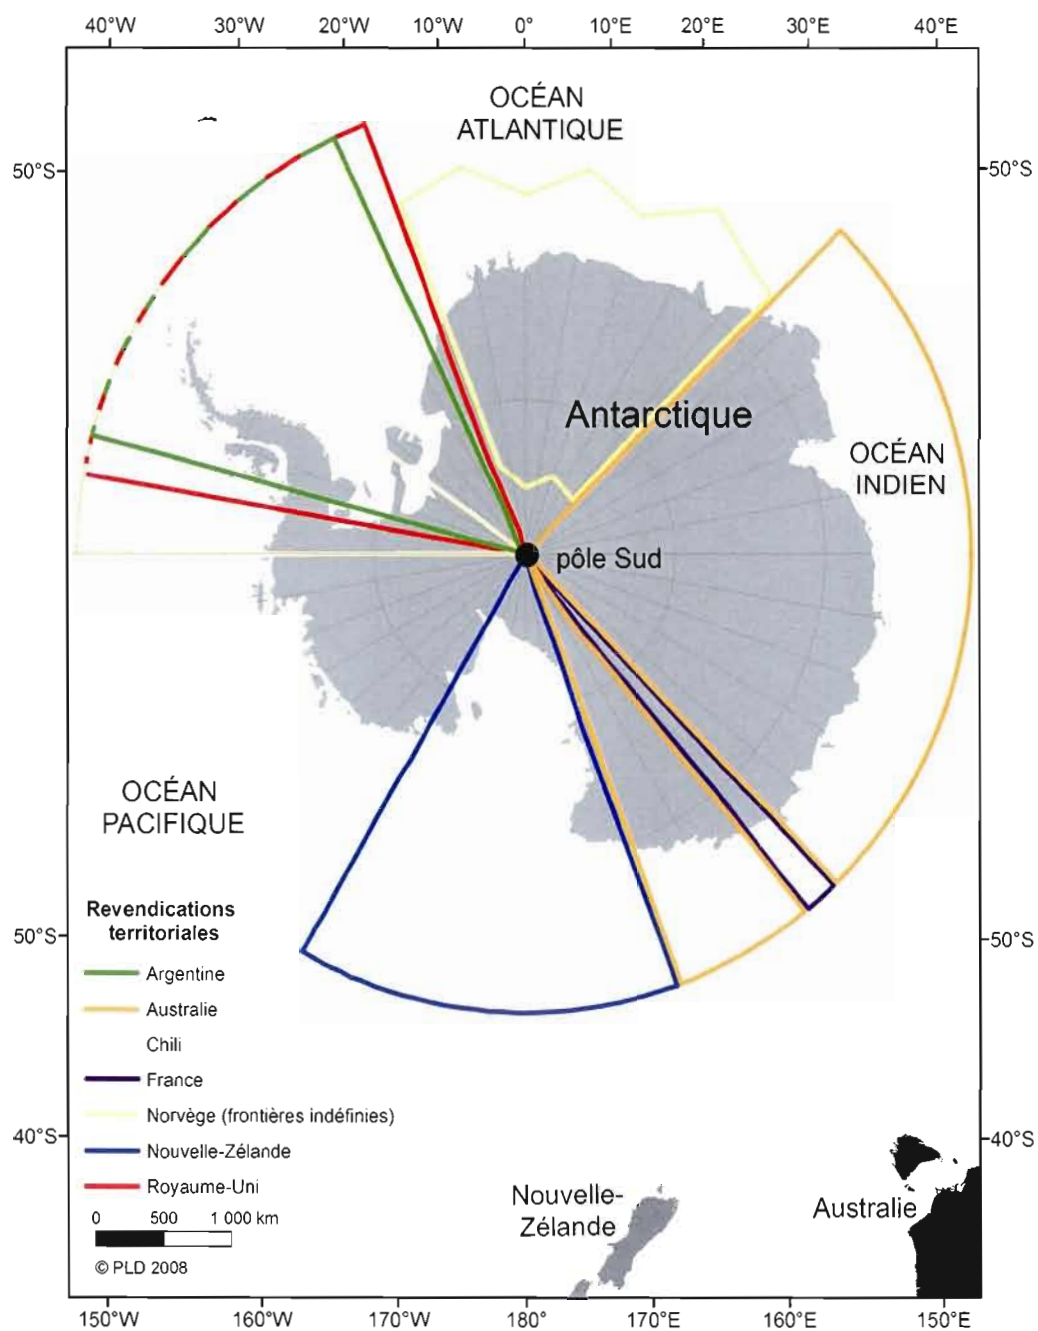 40°W 30°W 20°W 10°W 0° 10°E 20°E 30°E 40°E
OCÉAN
ATLANTIQUE
50°S
50°S
Antarctique
OCÉAN
INDIEN
pôle Sud
OCÉAN
PACIFIQUE
Revendications
territoriales
50°S
50°S
Argentine
Australie
Chili
France
Norvège (frontières indéfinies)
40°S
40°S
Nouvelle-Zélande
Royaume-Uni
Nouvelle-
Zélande
Australie
0 500 1 000 km
© PLD 2008
150°W 160°W 170°W 180° 170°E 160°E 150°E